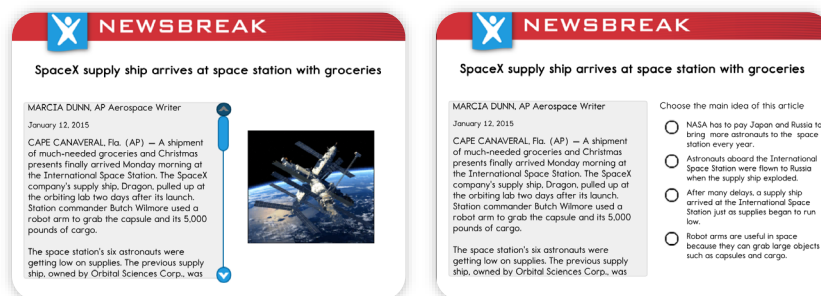 NEWSBREAK
SpaceX supply ship arrives at space station with groceries
MARCIA DUNN, AP Aerospace Writer
January 12, 2015
CAPE CANAVERAL, Fla. (AP) — A shipment
of much-needed groceries and Christmas
presents finally arrived Monday morning at
the International Space Station. The SpaceX
company's supply ship, Dragon, pulled up at
the orbiting lab two days after its launch.
Station commander Butch Wilmore used a
robot arm to grab the capsule and its 5,000
pounds of cargo.
The space station's six astronauts were
getting low on supplies. The previous supply
ship, owned by Orbital Sciences Corp., was
NEWSBREAK
SpaceX supply ship arrives at space station with groceries
MARCIA DUNN, AP Aerospace Writer
January 12, 2015
CAPE CANAVERAL, Fla. (AP) — A shipment
of much-needed groceries and Christmas
presents finally arrived Monday morning at
the International Space Station. The SpaceX
company's supply ship, Dragon, pulled up at
the orbiting lab two days after its launch.
Station commander Butch Wilmore used a
robot arm to grab the capsule and its 5,000
pounds of cargo.
The space station's six astronauts were
getting low on supplies. The previous supply
ship, owned by Orbital Sciences Corp., was
Choose the main idea of this article
NASA has to pay Japan and Russia to
bring more astronauts to the space
station every year.
Astronauts aboard the International
Space Station were flown to Russia
when the supply ship exploded.
After many delays, a supply ship
arrived at the International Space
Station just as supplies began to run
low.
Robot arms are useful in space
because they can grab large objects
such as capsules and cargo.